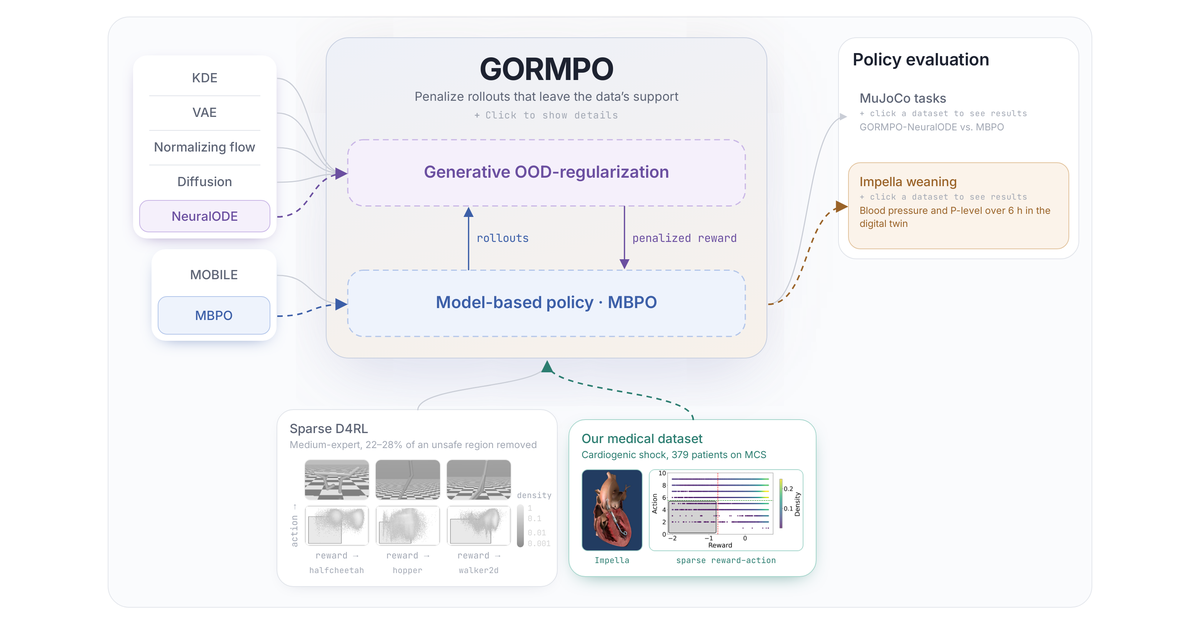 GORMPO
Penalize rollouts that leave the data's support
+ Click to show details
KDE
VAE
Normalizing flow
Diffusion
NeuralODE
MOBILE
MBPO
Generative OOD-regularization
rollouts
penalized reward
Model-based policy · MBPO
Policy evaluation
MuJoCo tasks
+ click a dataset to see results
GORMPO-NeuralODE vs. MBPO
Impella weaning
+ click a dataset to see results
Blood pressure and P-level over 6 h in the
digital twin
Sparse D4RL
Medium-expert, 22–28% of an unsafe region removed
density
1
0.1
0.01
0.001
action →
reward →
reward →
reward →
halfcheetah
hopper
walker2d
Our medical dataset
Cardiogenic shock, 379 patients on MCS
Action
10
8
6
4
2
0
−2
−1
0
Reward
0.2
0.1
Density
Impella
sparse reward-action